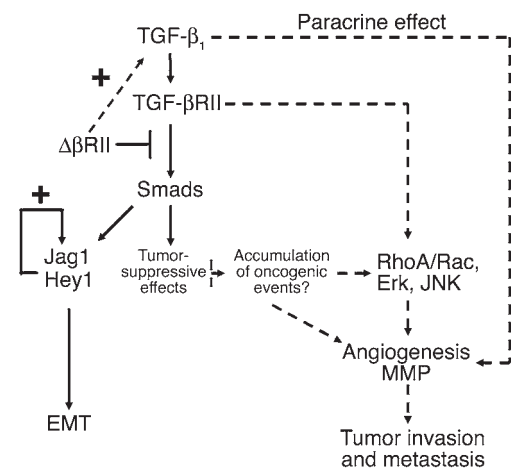 Paracrine effect
TGF-β1
+
TGF-βRII
ΔβRII
Smads
+
Jag1
Hey1
Tumor-
suppressive
effects
Accumulation
of oncogenic
events?
RhoA/Rac,
Erk, JNK
Angiogenesis
MMP
EMT
Tumor invasion
and metastasis